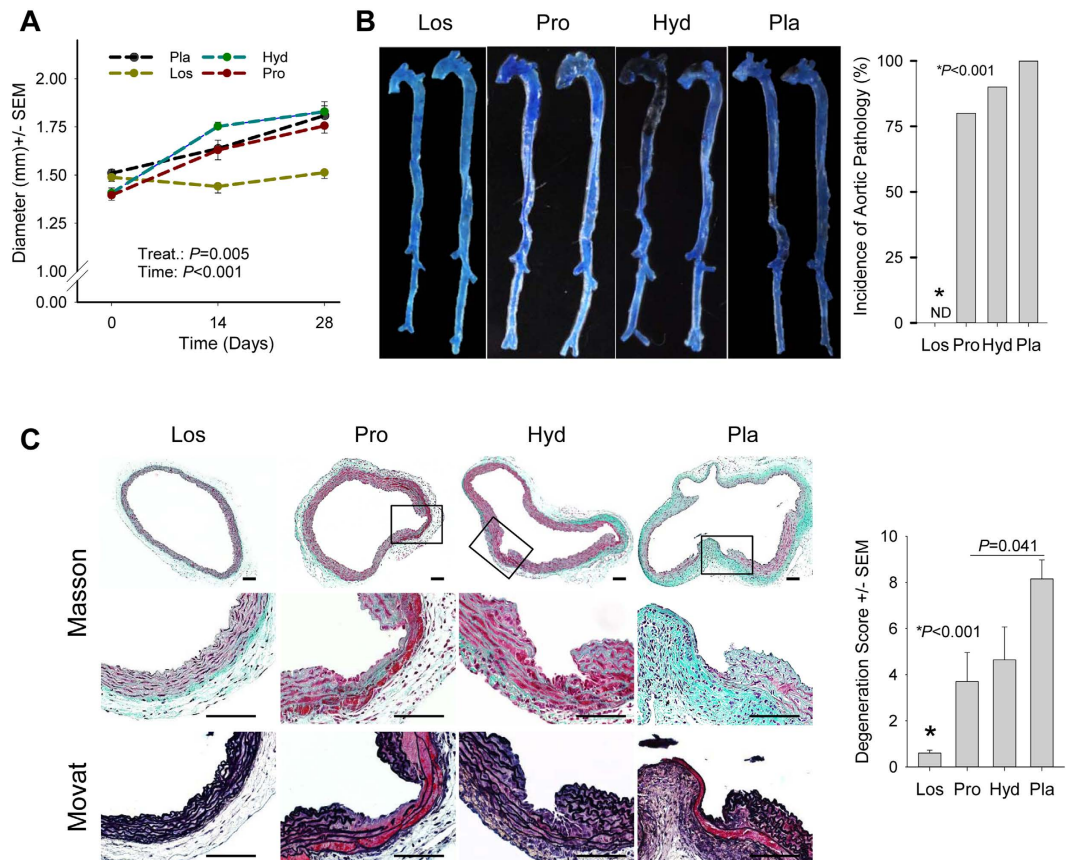 A
Diameter (mm)+/- SEM
2.00
1.75
1.50
1.25
1.00
0.00
Pla
Hyd
Los
Pro
Treat.: P=0.005
Time: P<0.001
0
14
28
Time (Days)
B
Los
Pro
Hyd
Pla
Incidence of Aortic Pathology (%)
100
75
50
25
0
*P<0.001
*
ND
Los Pro Hyd Pla
C
Los
Pro
Hyd
Pla
Masson
Movat
Degeneration Score +/- SEM
10
8
6
4
2
0
P=0.041
*P<0.001
*
Los Pro Hyd Pla